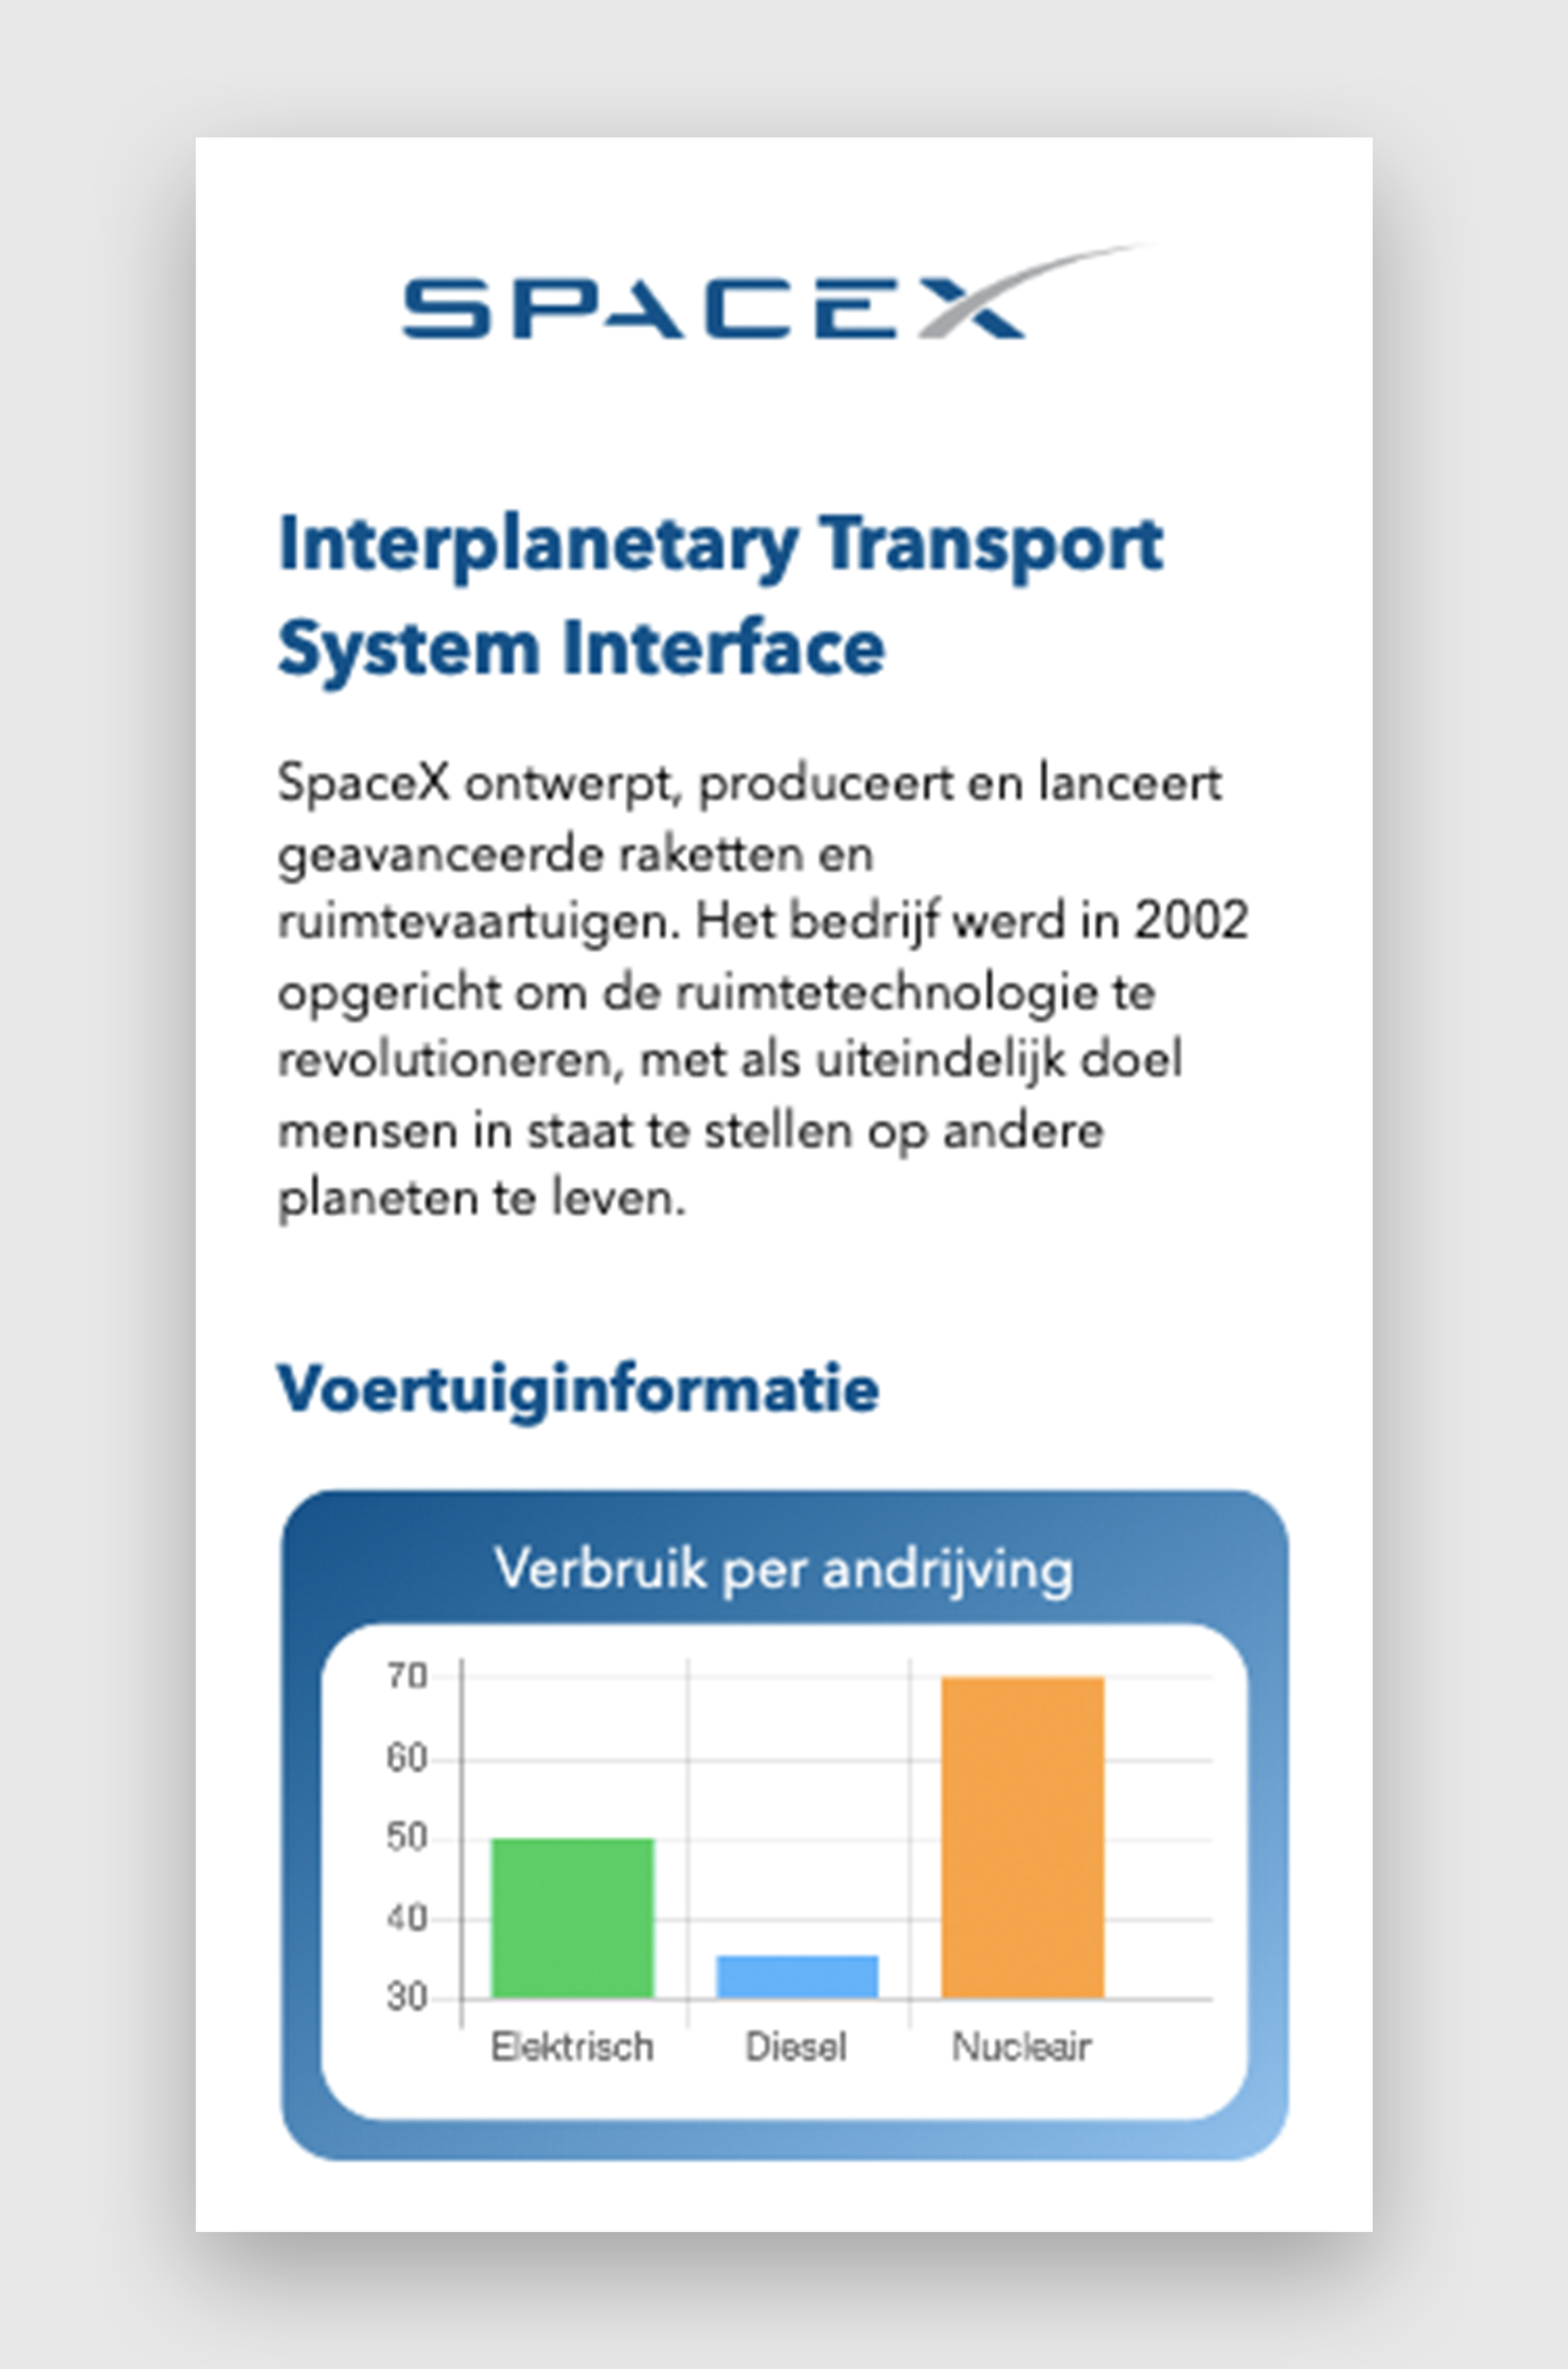 SPACEX
Interplanetary Transport
System Interface
SpaceX ontwerpt, produceert en lanceert
geavanceerde raketten en
ruimtevaartuigen. Het bedrijf werd in 2002
opgericht om de ruimtetechnologie te
revolutioneren, met als uiteindelijk doel
mensen in staat te stellen op andere
planeten te leven.
Voertuiginformatie
Verbruik per andrijving
70
60
50
40
30
Elektrisch Diesel Nucleair